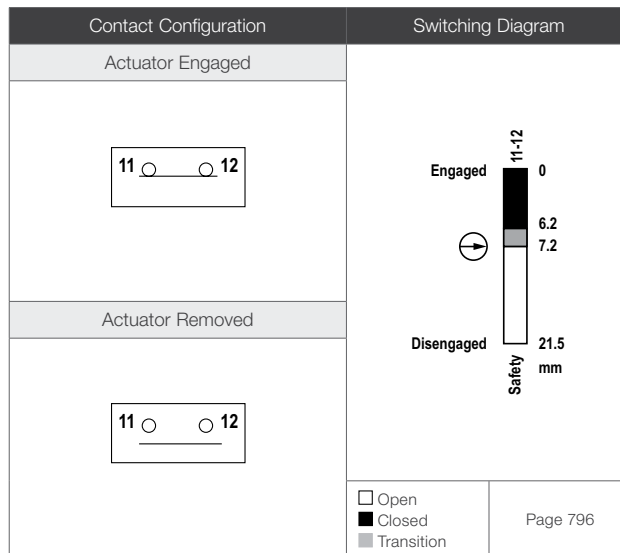 Contact Configuration
Switching Diagram
Actuator Engaged
11 12
Actuator Removed
11 12
11-12
Engaged 0
6.2
7.2
Disengaged 21.5
mm
Safety
Open
Closed
Transition
Page 796